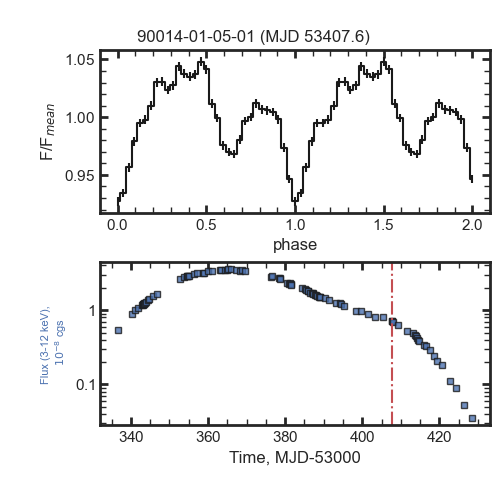 90014-01-05-01 (MJD 53407.6)
F/Fmean
1.05
1.00
0.95
0.0 0.5 1.0 1.5 2.0
phase
Flux (3-12 keV),
10⁻⁸ cgs
1
0.1
340 360 380 400 420
Time, MJD-53000